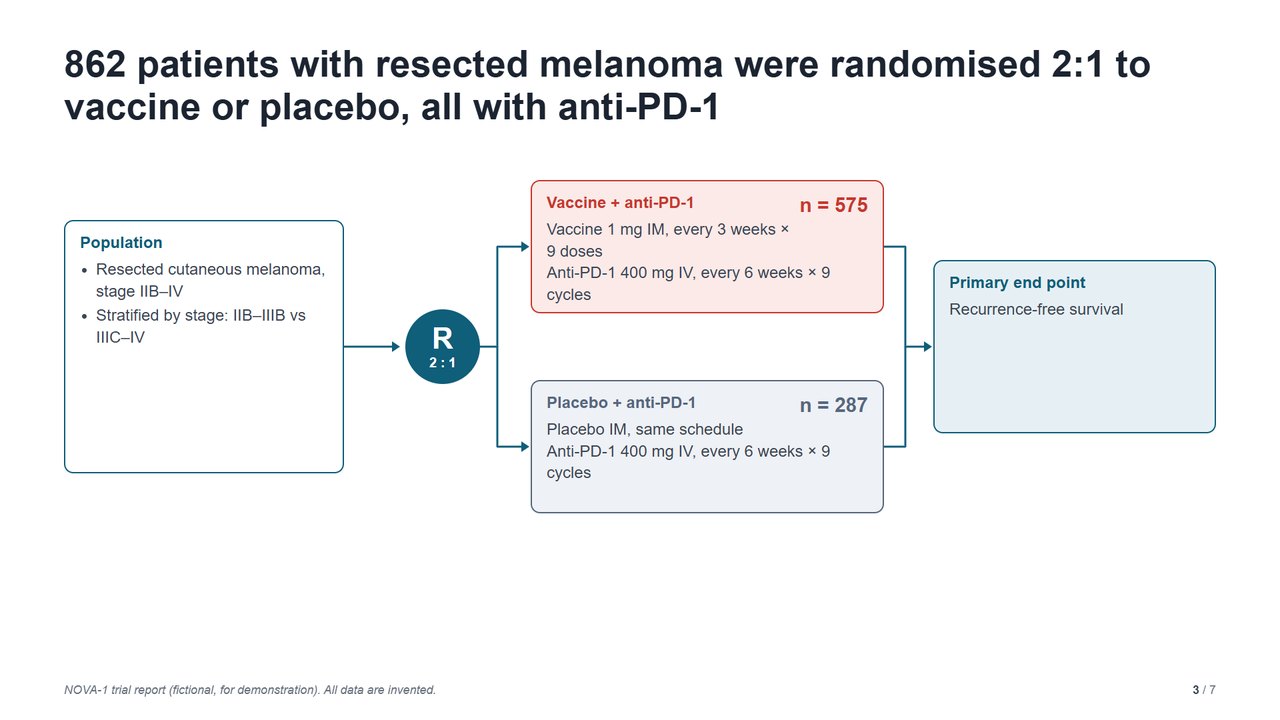 862 patients with resected melanoma were randomised 2:1 to
vaccine or placebo, all with anti-PD-1
Population
• Resected cutaneous melanoma,
stage IIB–IV
• Stratified by stage: IIB–IIIB vs
IIIC–IV
R
2 : 1
Vaccine + anti-PD-1
n = 575
Vaccine 1 mg IM, every 3 weeks ×
9 doses
Anti-PD-1 400 mg IV, every 6 weeks × 9
cycles
Placebo + anti-PD-1
n = 287
Placebo IM, same schedule
Anti-PD-1 400 mg IV, every 6 weeks × 9
cycles
Primary end point
Recurrence-free survival
NOVA-1 trial report (fictional, for demonstration). All data are invented.
3 / 7